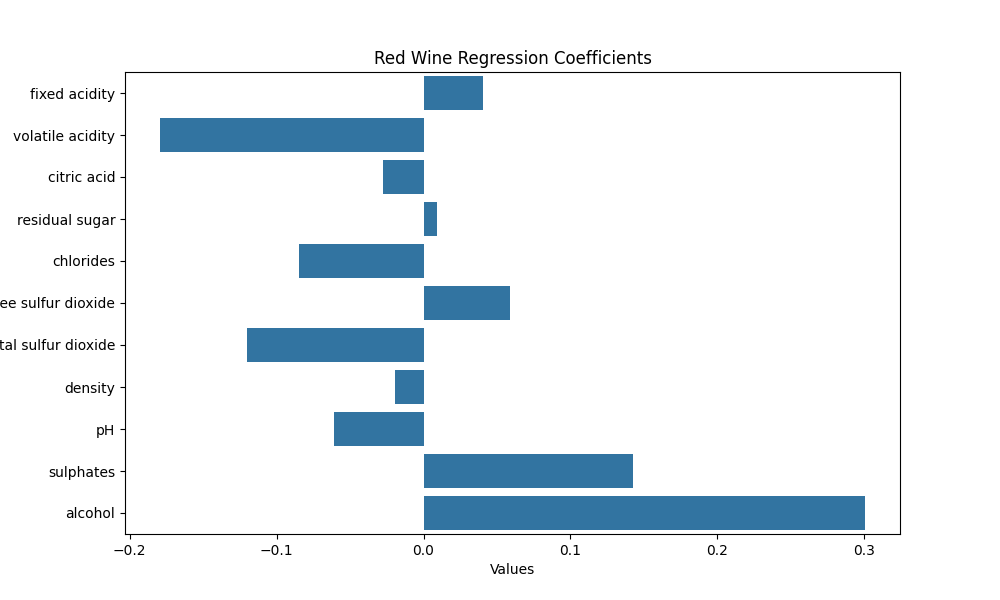 Red Wine Regression Coefficients
fixed acidity
volatile acidity
citric acid
residual sugar
chlorides
ee sulfur dioxide
tal sulfur dioxide
density
pH
sulphates
alcohol
−0.2 −0.1 0.0 0.1 0.2 0.3
Values